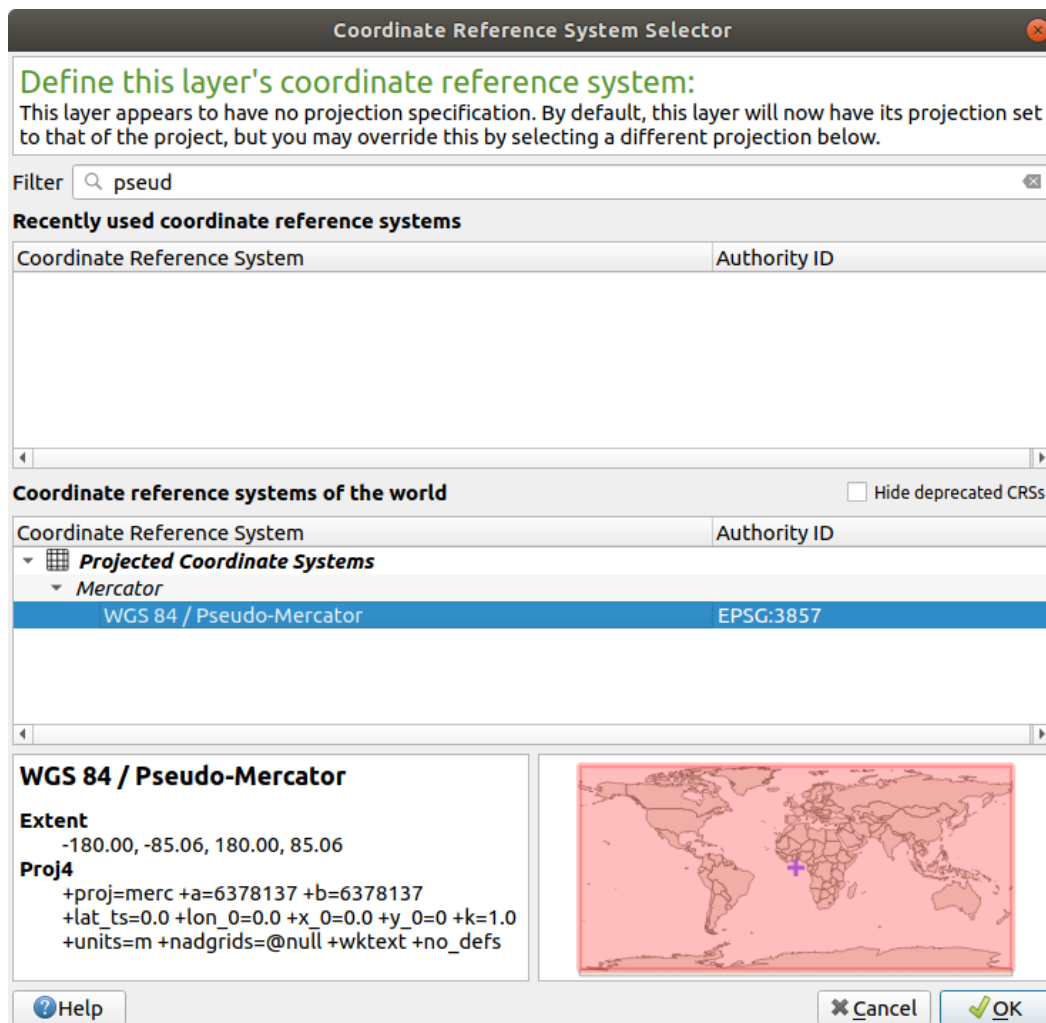 Coordinate Reference System Selector
Define this layer's coordinate reference system:
This layer appears to have no projection specification. By default, this layer will now have its projection set
to that of the project, but you may override this by selecting a different projection below.
Filter pseud
Recently used coordinate reference systems
Coordinate Reference System Authority ID
Coordinate reference systems of the world Hide deprecated CRSs
Coordinate Reference System Authority ID
Projected Coordinate Systems
Mercator
WGS 84 / Pseudo-Mercator EPSG:3857
WGS 84 / Pseudo-Mercator
Extent
-180.00, -85.06, 180.00, 85.06
Proj4
+proj=merc +a=6378137 +b=6378137
+lat_ts=0.0 +lon_0=0.0 +x_0=0.0 +y_0=0 +k=1.0
+units=m +nadgrids=@null +wktext +no_defs
Help Cancel OK